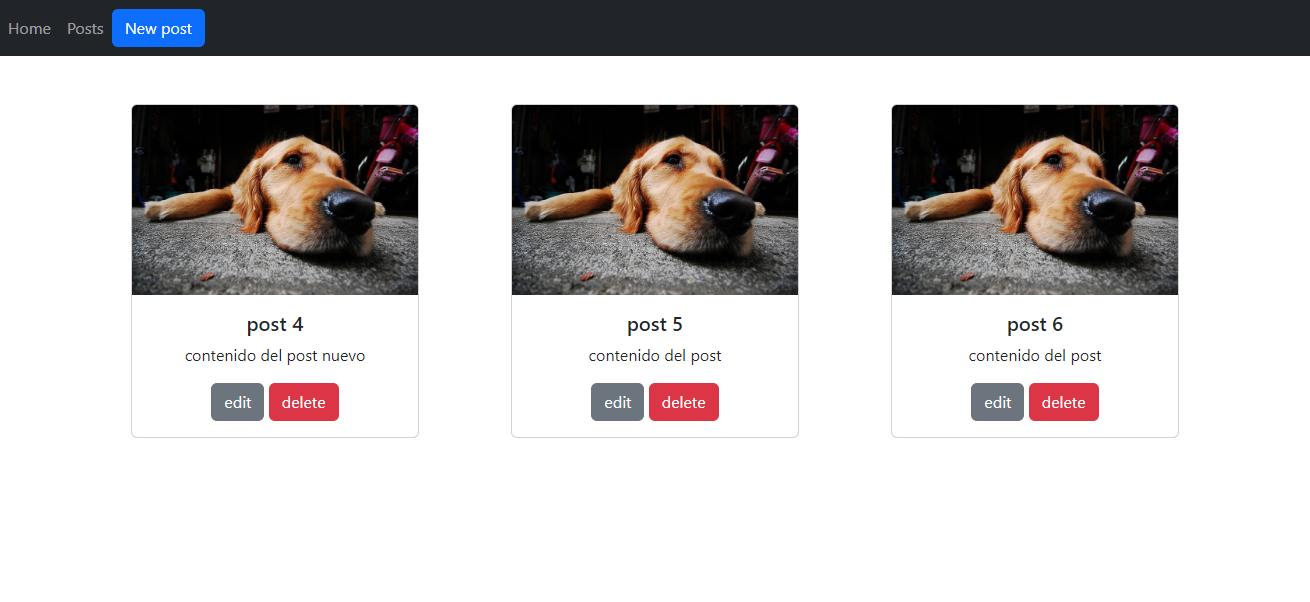 Home Posts New post
post 4
contenido del post nuevo
edit delete
post 5
contenido del post
edit delete
post 6
contenido del post
edit delete